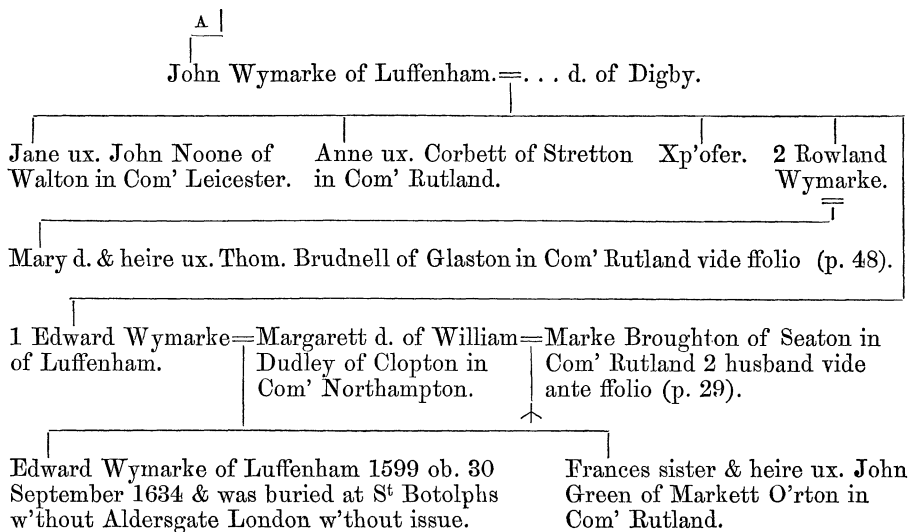 A
John Wymarke of Luffenham.=. . . d. of Digby.
Jane ux. John Noone of
Walton in Com' Leicester.
Anne ux. Corbett of Stretton
in Com' Rutland.
Xp'ofer.
2 Rowland
Wymarke.
=
Mary d. & heire ux. Thom. Brudnell of Glaston in Com' Rutland vide ffolio (p. 48).
1 Edward Wymarke=Margarett d. of William=Marke Broughton of Seaton in
of Luffenham.
Dudley of Clopton in
Com' Northampton.
Com' Rutland 2 husband vide
ante ffolio (p. 29).
Edward Wymarke of Luffenham 1599 ob. 30
September 1634 & was buried at St Botolphs
w'thout Aldersgate London w'thout issue.
Frances sister & heire ux. John
Green of Markett O'rton in
Com' Rutland.